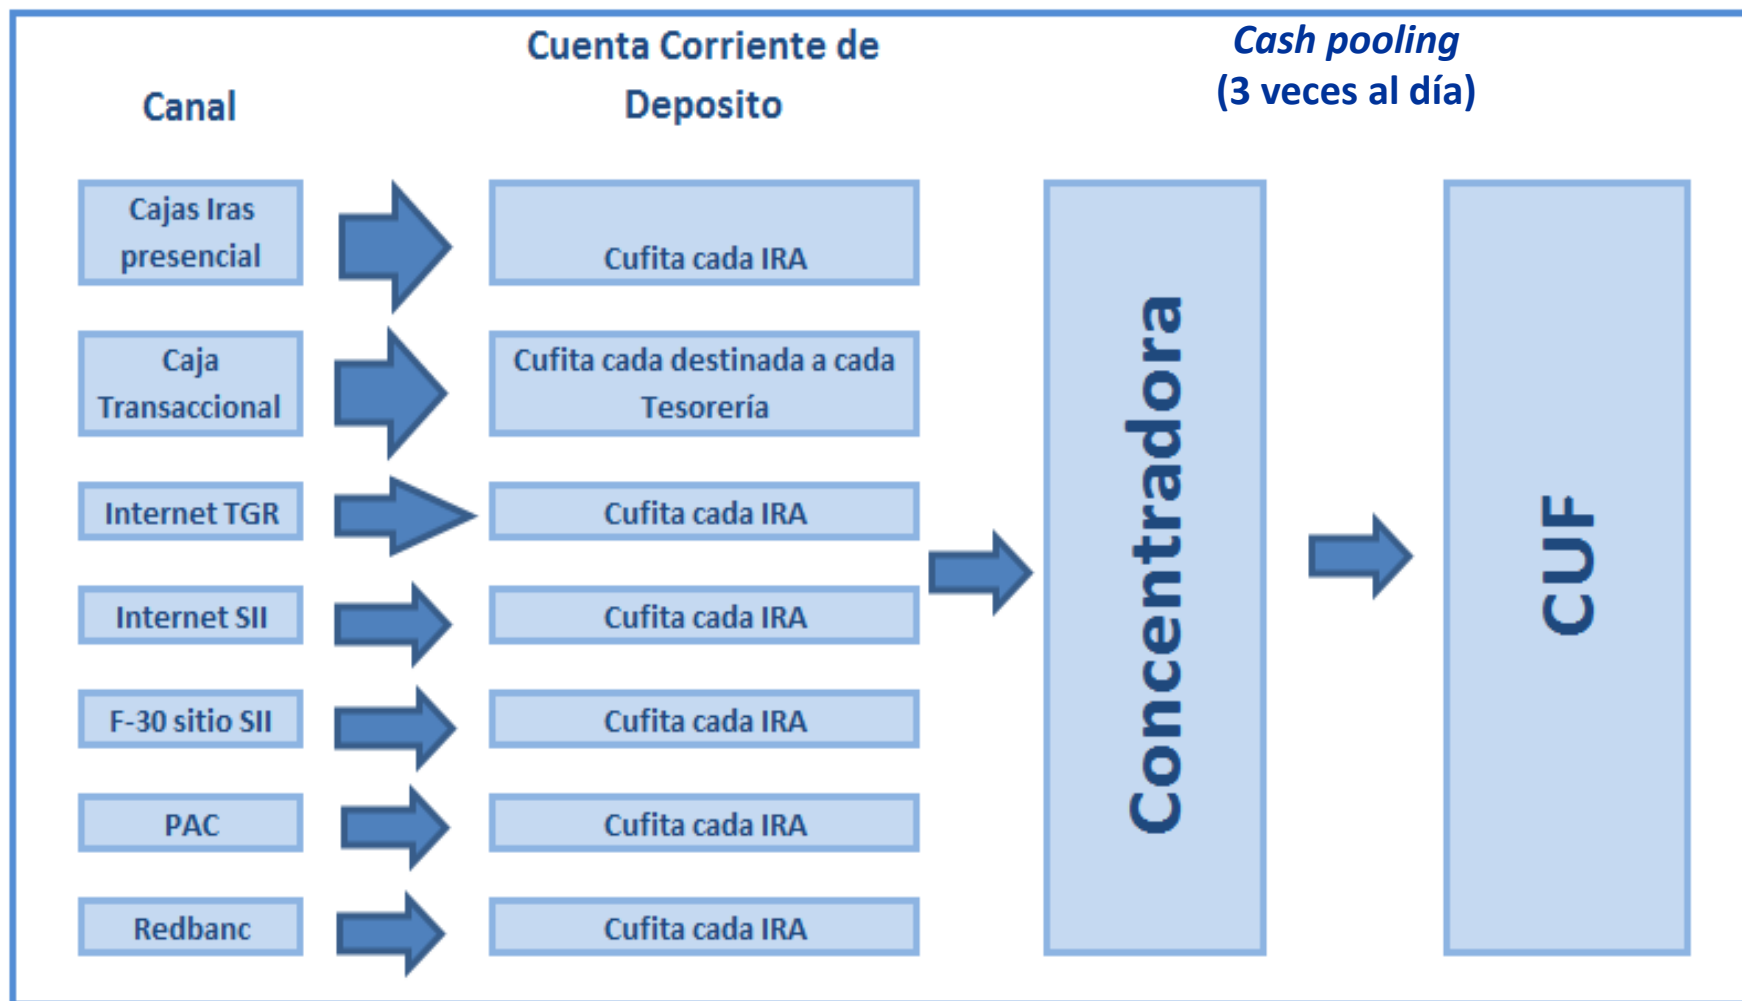 Canal
Cuenta Corriente de
Deposito
Cash pooling
(3 veces al día)
Cajas Iras
presencial
Cufita cada IRA
Caja
Transaccional
Cufita cada destinada a cada
Tesorería
Internet TGR
Cufita cada IRA
Internet SII
Cufita cada IRA
F-30 sitio SII
Cufita cada IRA
PAC
Cufita cada IRA
Redbanc
Cufita cada IRA
Concentradora
CUF